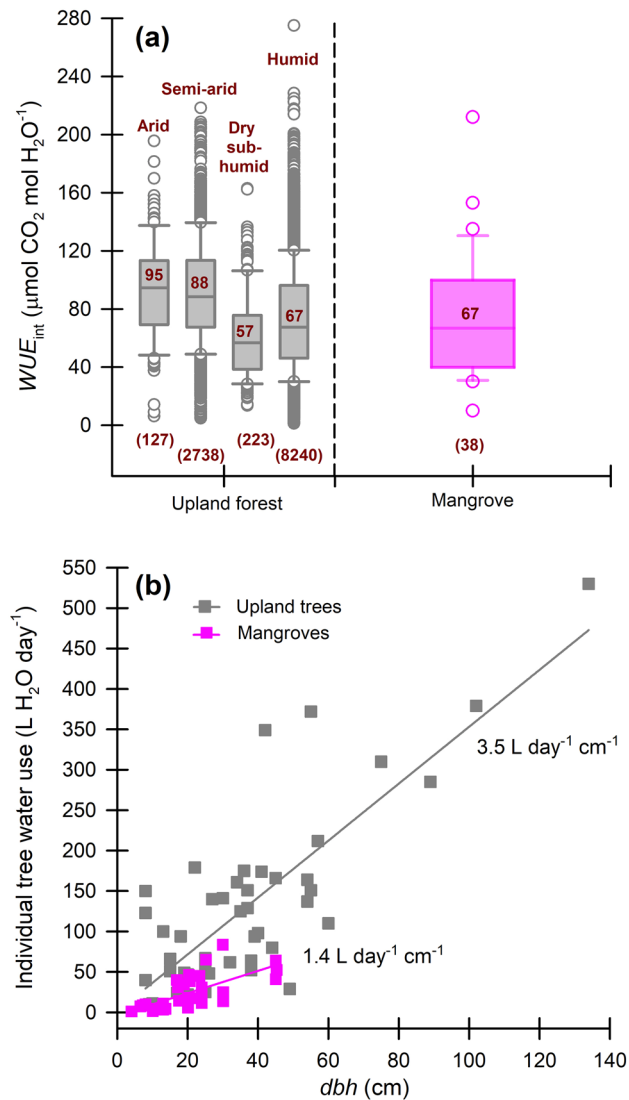 (a)
280
240
200
160
120
80
40
0
WUEint (μmol CO2 mol H2O-1)
Arid
Semi-arid
Dry
sub-
humid
Humid
95
88
57
67
67
(127)
(2738)
(223)
(8240)
(38)
Upland forest
Mangrove
(b)
550
500
450
400
350
300
250
200
150
100
50
0
Individual tree water use (L H2O day-1)
Upland trees
Mangroves
3.5 L day-1 cm-1
1.4 L day-1 cm-1
0 20 40 60 80 100 120 140
dbh (cm)